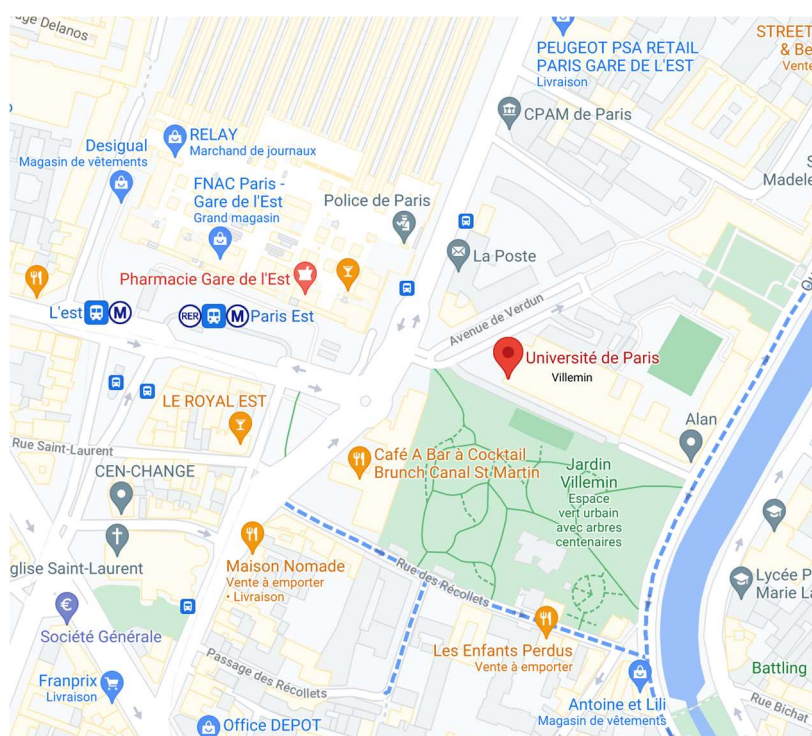 ge Delanos
PEUGEOT PSA RETAIL
PARIS GARE DE L'EST
Livraison
STREET
& Be
Vente
CPAM de Paris
RELAY
Marchand de journaux
Desigual
Magasin de vêtements
FNAC Paris -
Gare de l'Est
Grand magasin
Police de Paris
Madele
La Poste
Pharmacie Gare de l'Est
L'est
M
RER
M
Paris Est
Avenue de Verdun
Université de Paris
Villemin
LE ROYAL EST
Alan
Rue Saint-Laurent
Café A Bar à Cocktail
Brunch Canal St Martin
CEN-CHANGE
Jardin
Villemin
Espace
vert urbain
avec arbres
centenaires
glise Saint-Laurent
Maison Nomade
Vente à emporter
• Livraison
Rue des Récollets
Lycée P
Marie La
€
Société Générale
Les Enfants Perdus
Vente à emporter
Passage des Récollets
Battling
Franprix
Livraison
Antoine et Lili
Magasin de vêtements
Rue Bichat
Office DEPOT